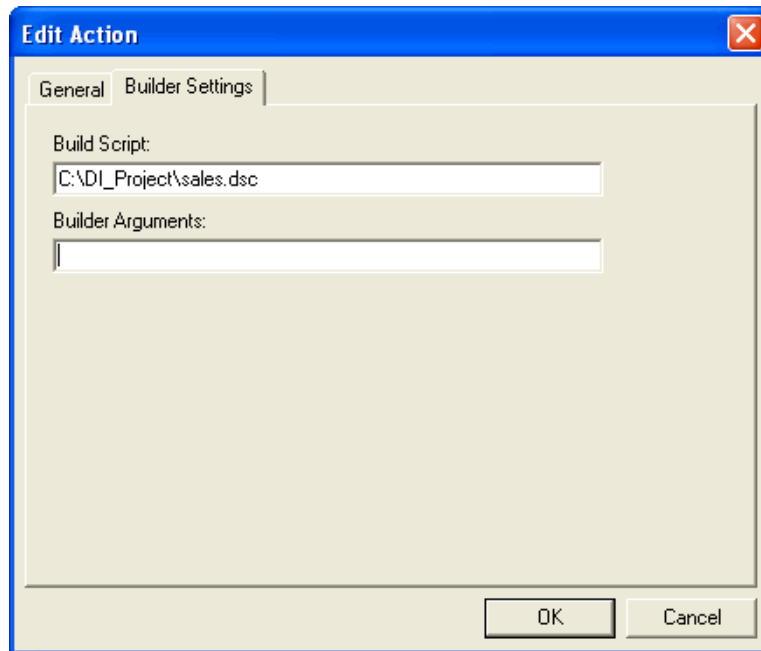 Edit Action
General
Builder Settings
Build Script:
C:\DI_Project\sales.dsc
Builder Arguments:
OK
Cancel